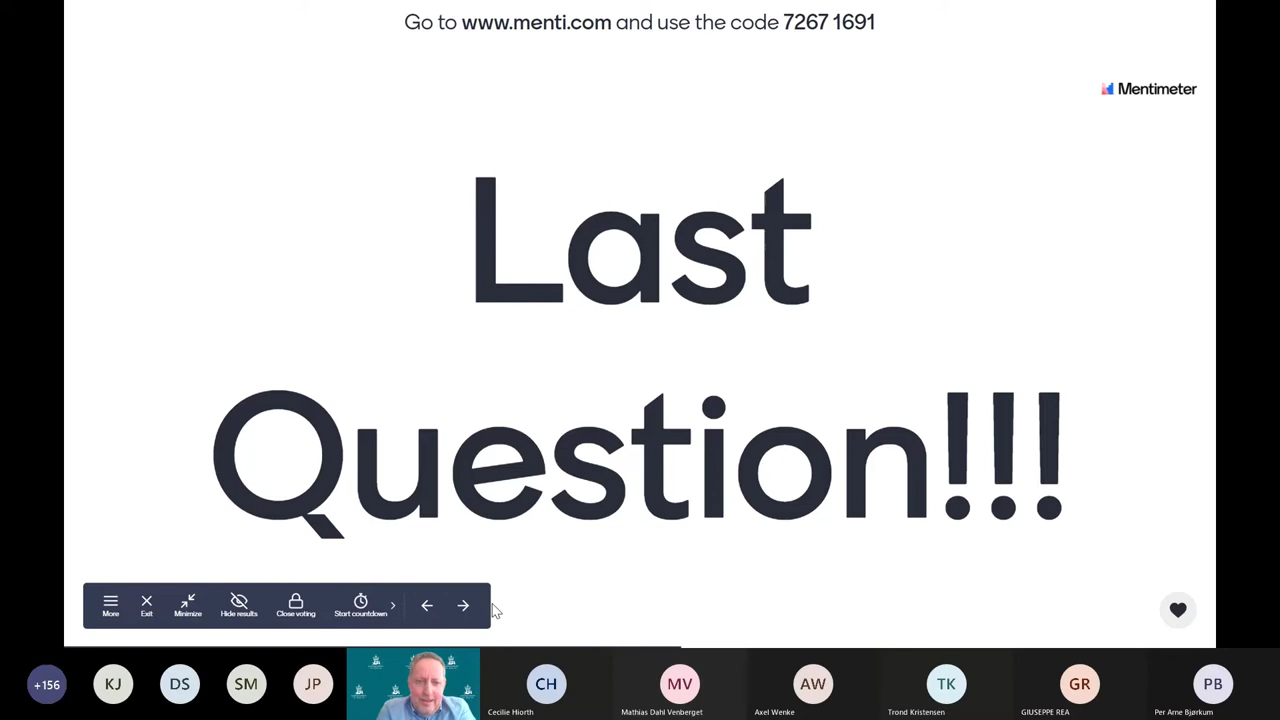 Go to www.menti.com and use the code 7267 1691
Mentimeter
Last
Question!!!
More
Exit
Minimize
Hide results
Close voting
Start countdown
+156
KJ
DS
SM
JP
CH
MV
AW
TK
GR
PB
Cecilie Hiorth
Mathias Dahl Venberget
Axel Wenke
Trond Kristensen
GIUSEPPE REA
Per Arne Bjørkum